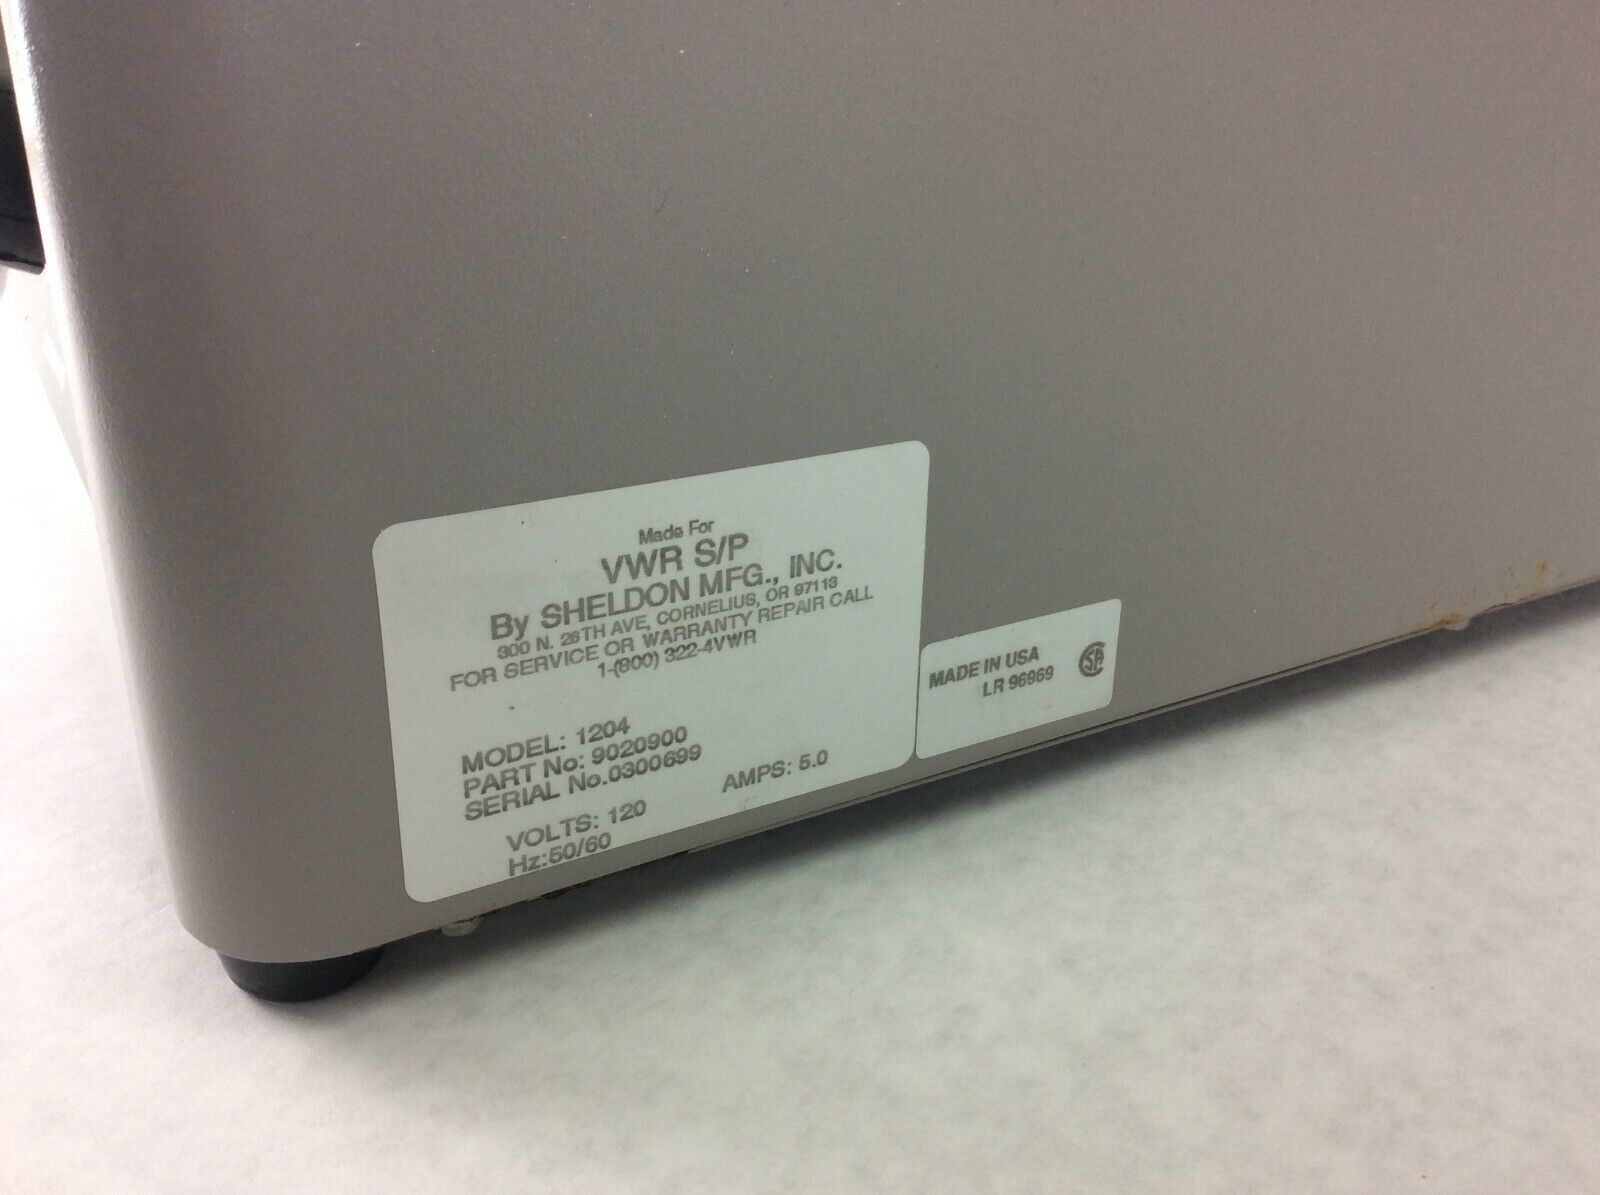 Made For
VWR S/P
By SHELDON MFG., INC.
300 N. 26TH AVE, CORNELIUS, OR 97113
FOR SERVICE OR WARRANTY REPAIR CALL
1-(800) 322-4VWR
MODEL: 1204
PART No: 9020900
SERIAL No.0300699
VOLTS: 120
AMPS: 5.0
Hz:50/60
MADE IN USA
LR 96969
SA